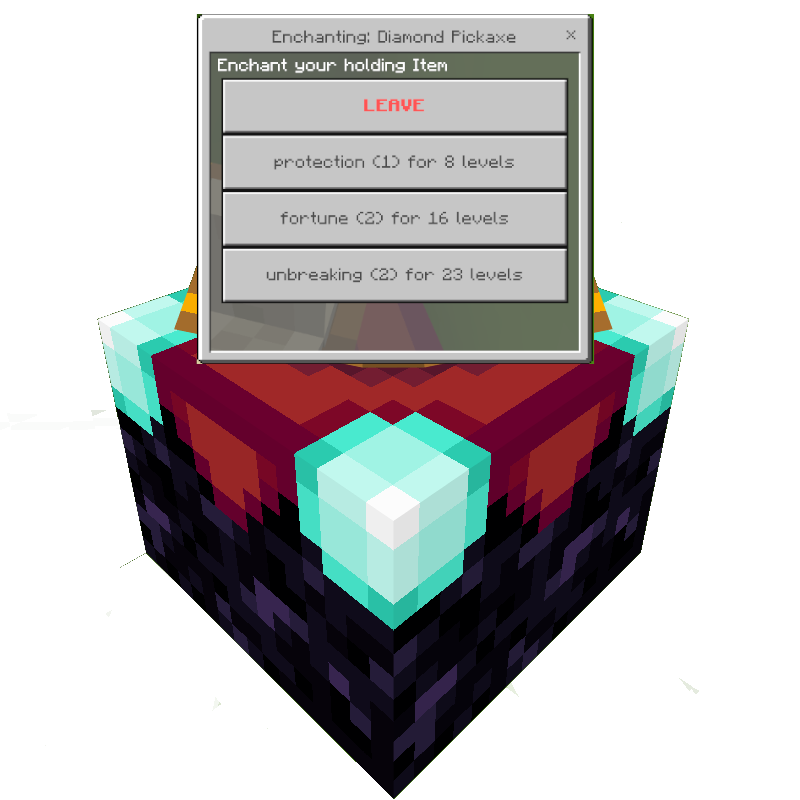 Enchanting: Diamond Pickaxe
Enchant your holding Item
LEAVE
protection (1) for 8 levels
fortune (2) for 16 levels
unbreaking (2) for 23 levels